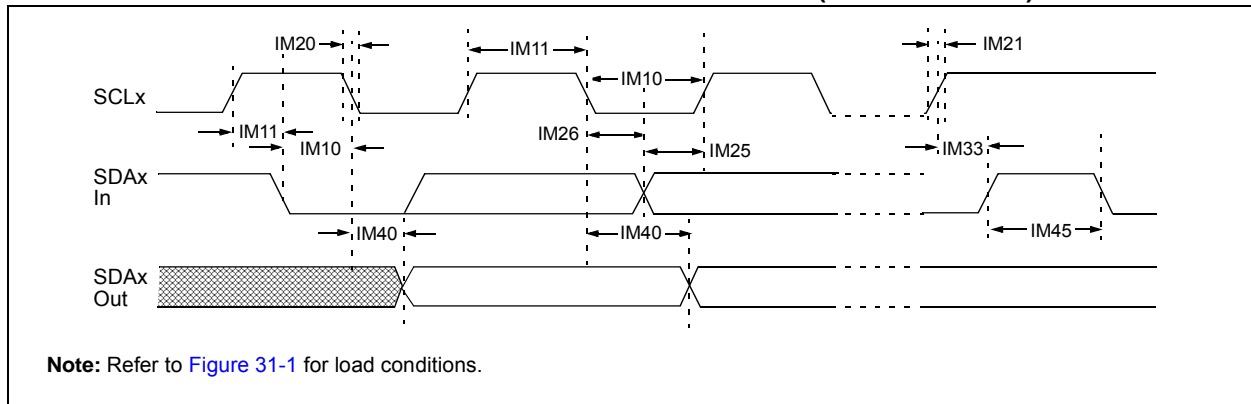 IM20
IM11
IM21
IM10
SCLx
IM11
IM26
IM10
IM25
IM33
SDAx
In
IM40
IM40
IM45
SDAx
Out
Note: Refer to Figure 31-1 for load conditions.